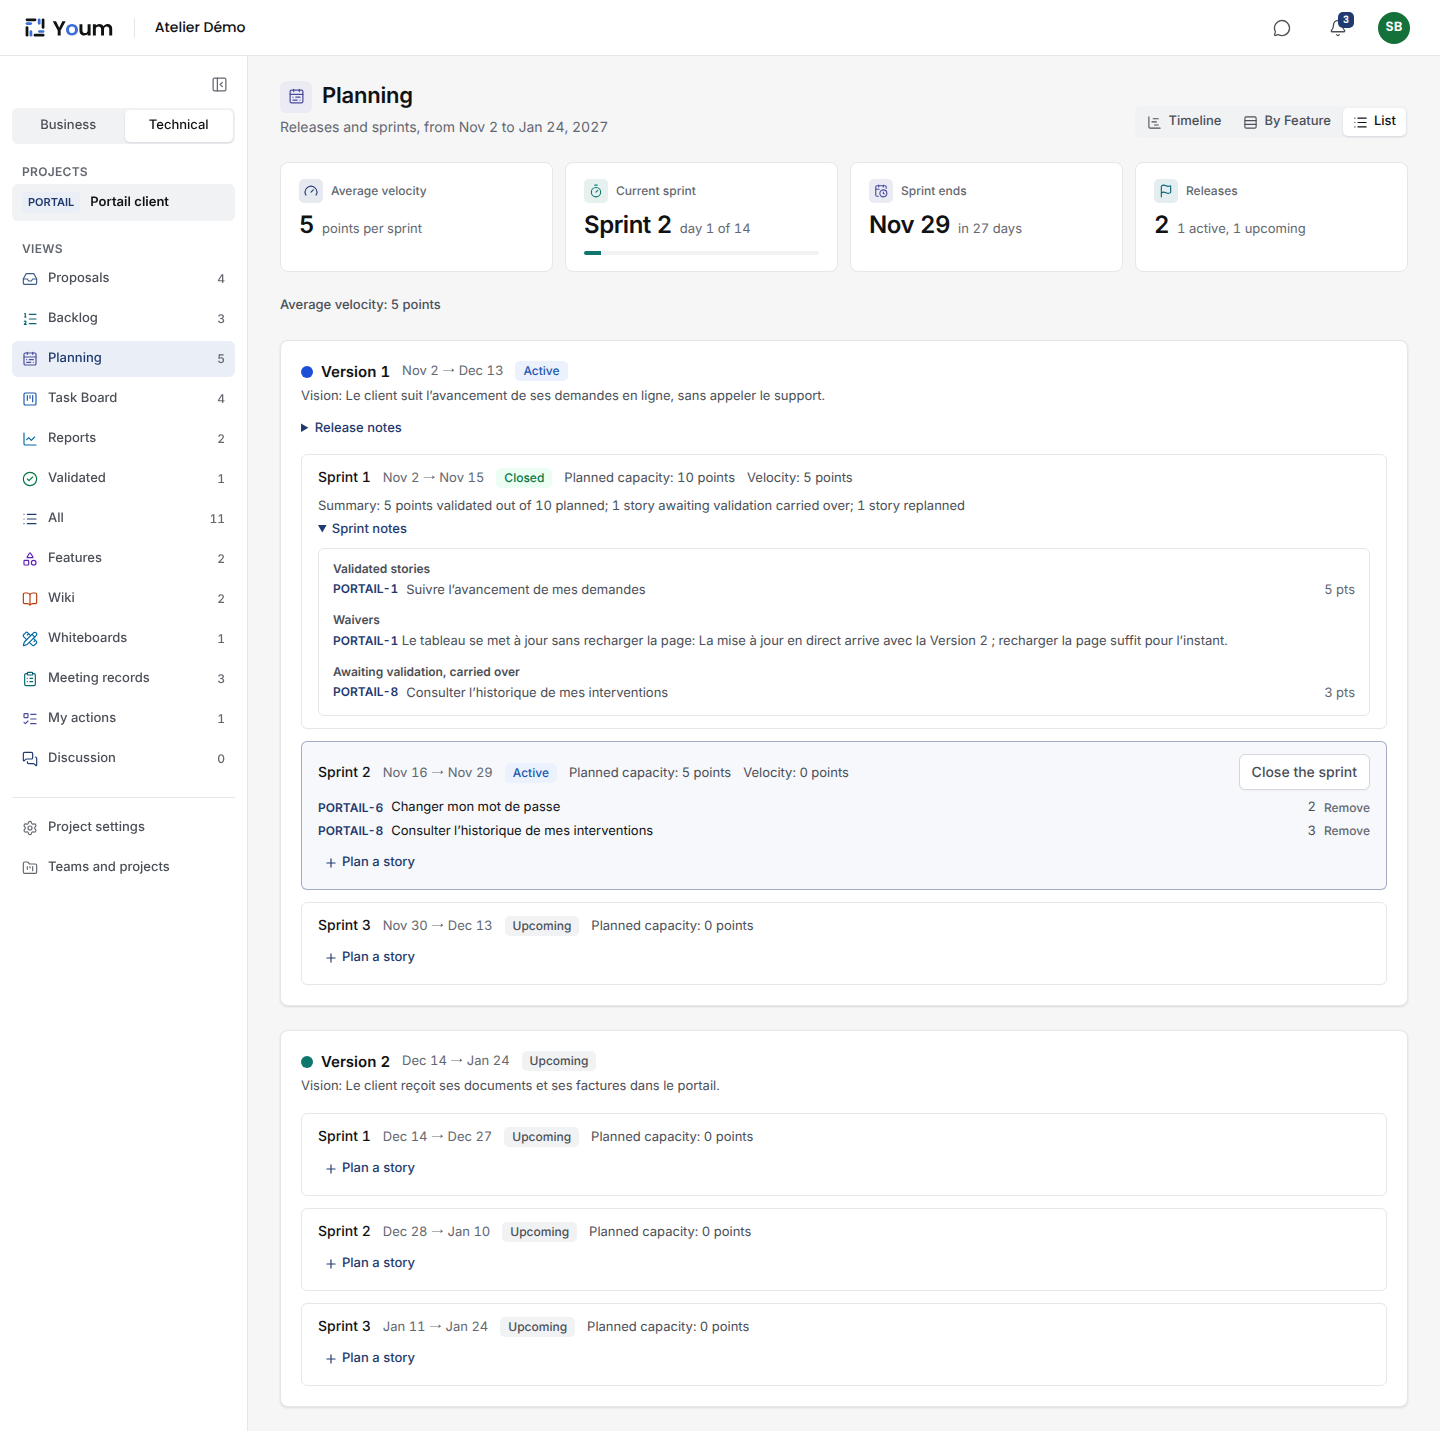 Youm
Atelier Démo
3
SB
Business
Technical
PROJECTS
PORTAIL Portail client
VIEWS
Proposals 4
Backlog 3
Planning 5
Task Board 4
Reports 2
Validated 1
All 11
Features 2
Wiki 2
Whiteboards 1
Meeting records 3
My actions 1
Discussion 0
Project settings
Teams and projects
Planning
Releases and sprints, from Nov 2 to Jan 24, 2027
Timeline
By Feature
List
Average velocity
5 points per sprint
Current sprint
Sprint 2 day 1 of 14
Sprint ends
Nov 29 in 27 days
Releases
2 1 active, 1 upcoming
Average velocity: 5 points
Version 1 Nov 2 → Dec 13 Active
Vision: Le client suit l’avancement de ses demandes en ligne, sans appeler le support.
Release notes
Sprint 1 Nov 2 → Nov 15 Closed Planned capacity: 10 points Velocity: 5 points
Summary: 5 points validated out of 10 planned; 1 story awaiting validation carried over; 1 story replanned
Sprint notes
Validated stories
PORTAIL-1 Suivre l’avancement de mes demandes 5 pts
Waivers
PORTAIL-1 Le tableau se met à jour sans recharger la page: La mise à jour en direct arrive avec la Version 2 ; recharger la page suffit pour l’instant.
Awaiting validation, carried over
PORTAIL-8 Consulter l’historique de mes interventions 3 pts
Sprint 2 Nov 16 → Nov 29 Active Planned capacity: 5 points Velocity: 0 points Close the sprint
PORTAIL-6 Changer mon mot de passe 2 Remove
PORTAIL-8 Consulter l’historique de mes interventions 3 Remove
+ Plan a story
Sprint 3 Nov 30 → Dec 13 Upcoming Planned capacity: 0 points
+ Plan a story
Version 2 Dec 14 → Jan 24 Upcoming
Vision: Le client reçoit ses documents et ses factures dans le portail.
Sprint 1 Dec 14 → Dec 27 Upcoming Planned capacity: 0 points
+ Plan a story
Sprint 2 Dec 28 → Jan 10 Upcoming Planned capacity: 0 points
+ Plan a story
Sprint 3 Jan 11 → Jan 24 Upcoming Planned capacity: 0 points
+ Plan a story